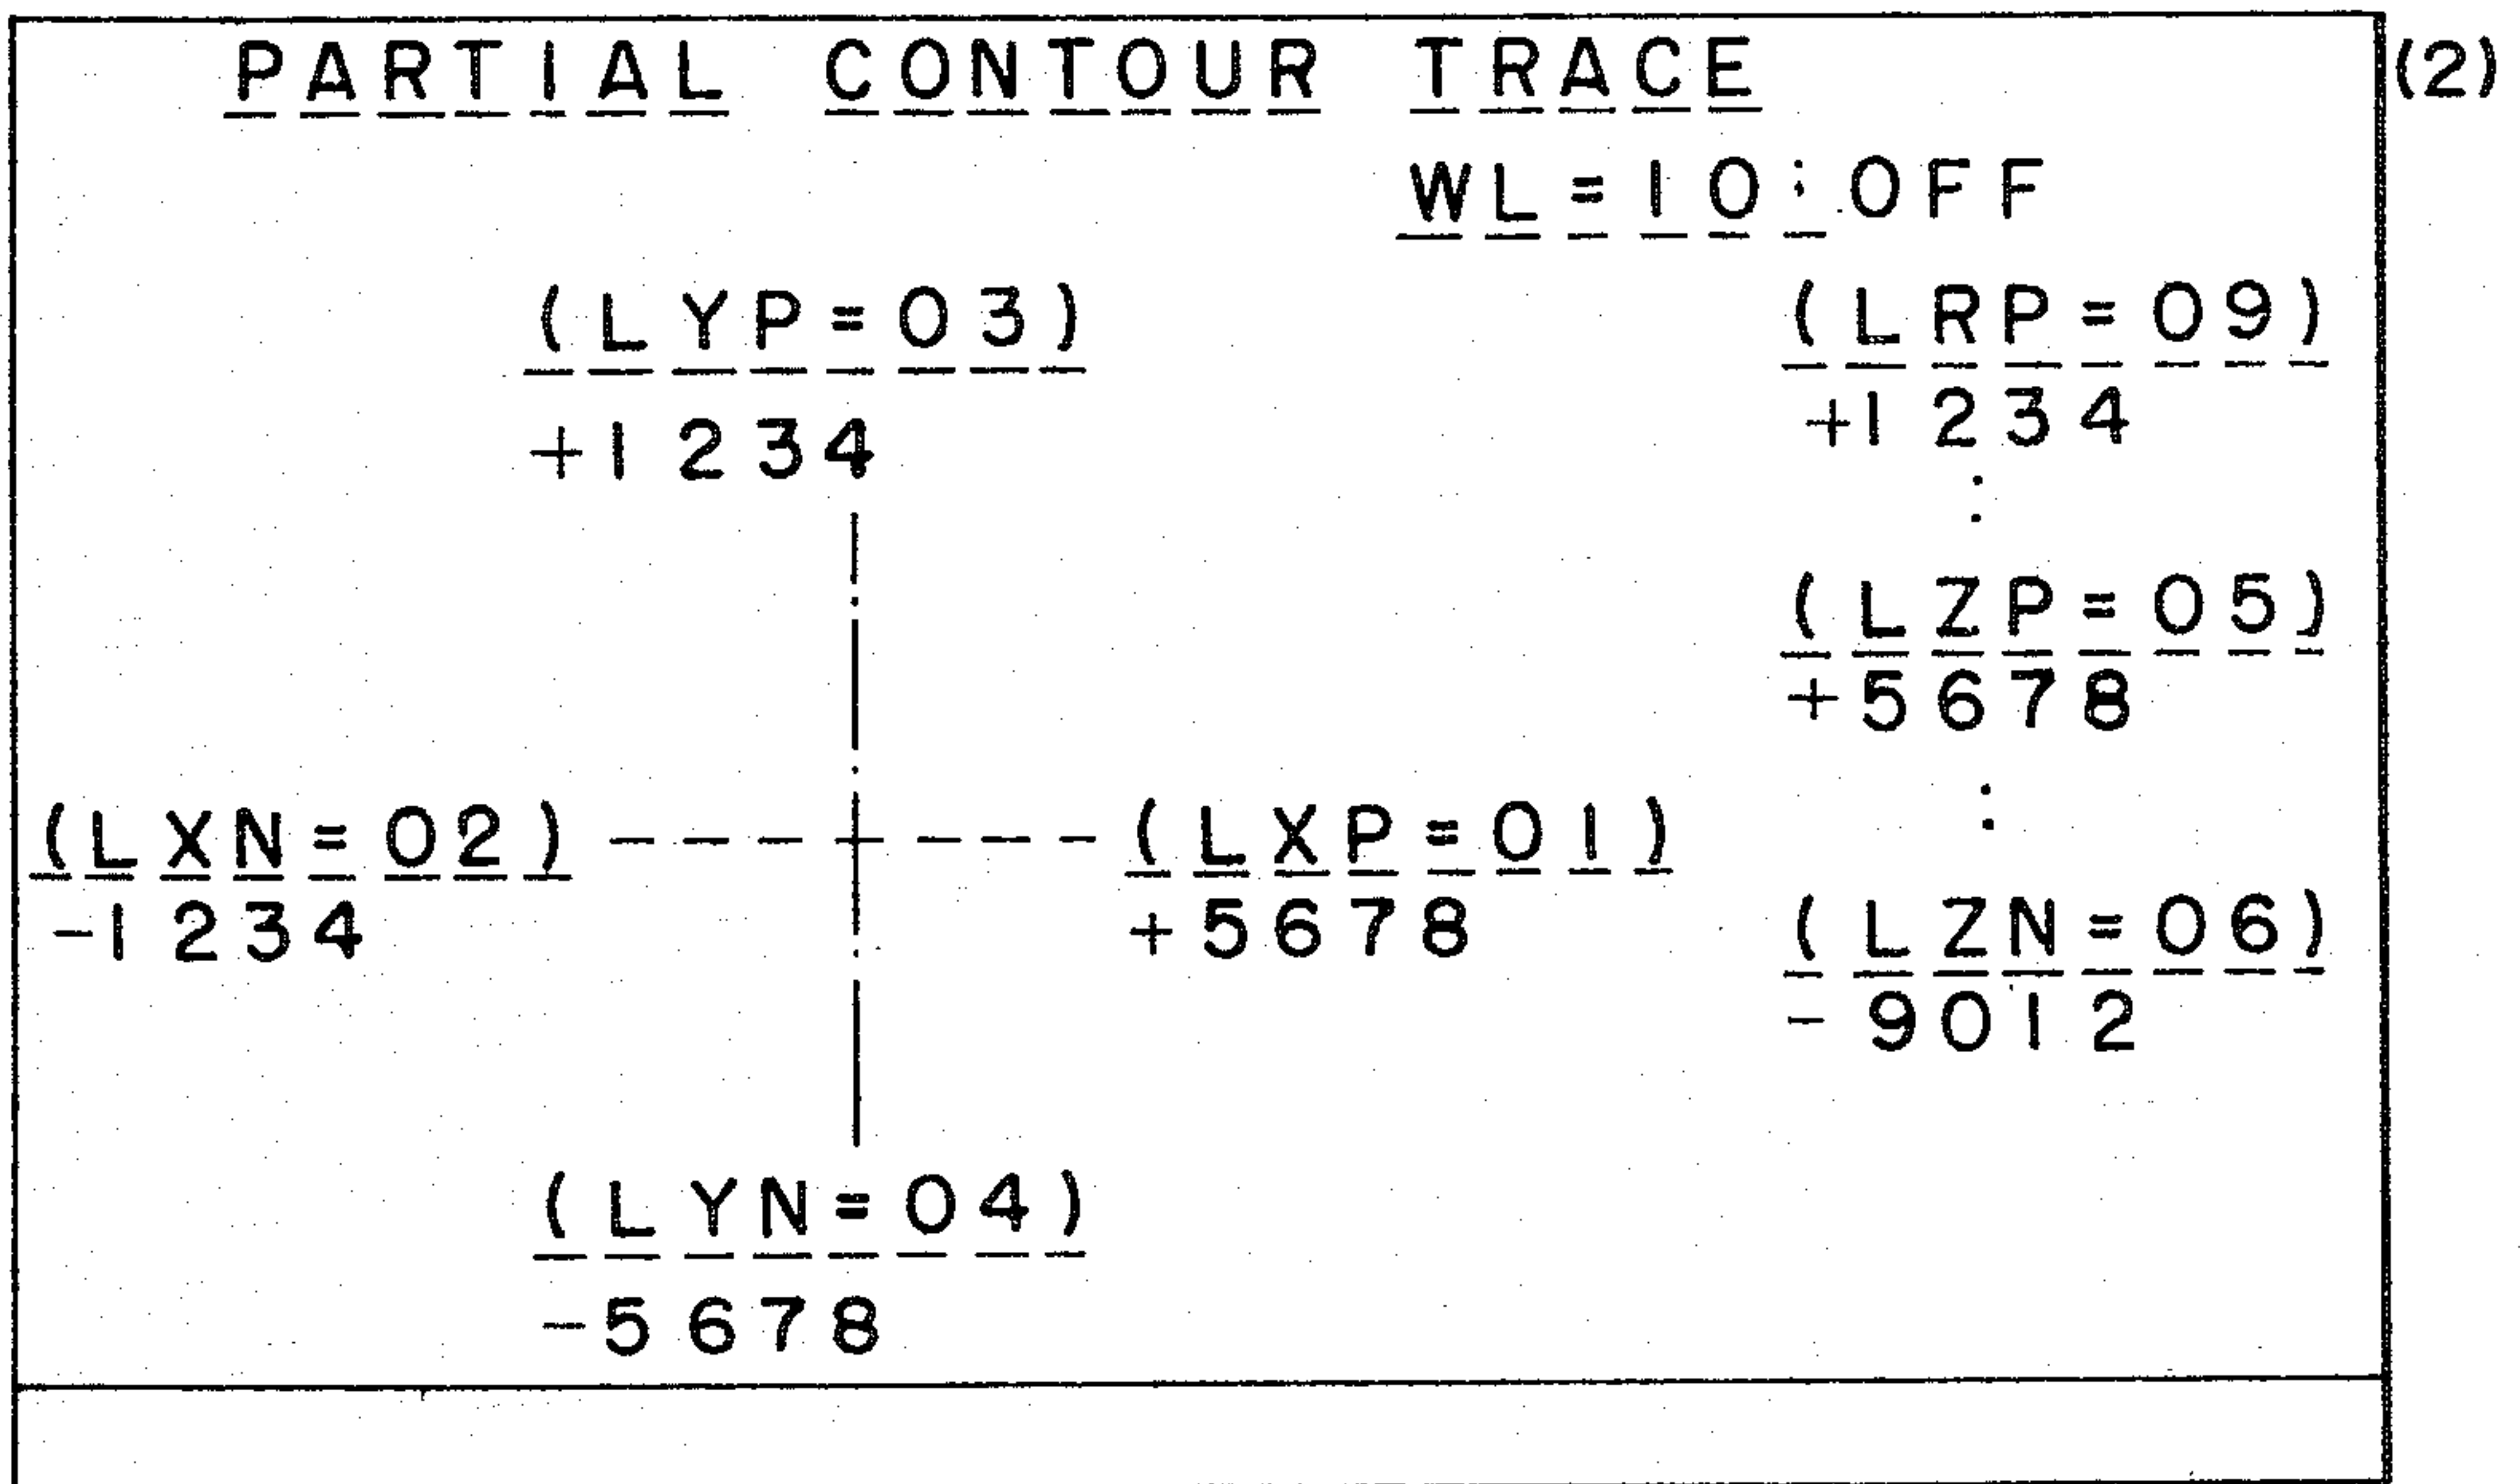 PARTIAL CONTOUR TRACE
(2)
WL=10:OFF
(LYP=03) (LRP=09)
+1234 +1234
:
(LZP=05)
+5678
:
(LXN=02) ---+--- (LXP=01)
-1234 +5678 (LZN=06)
-9012
(LYN=04)
-5678